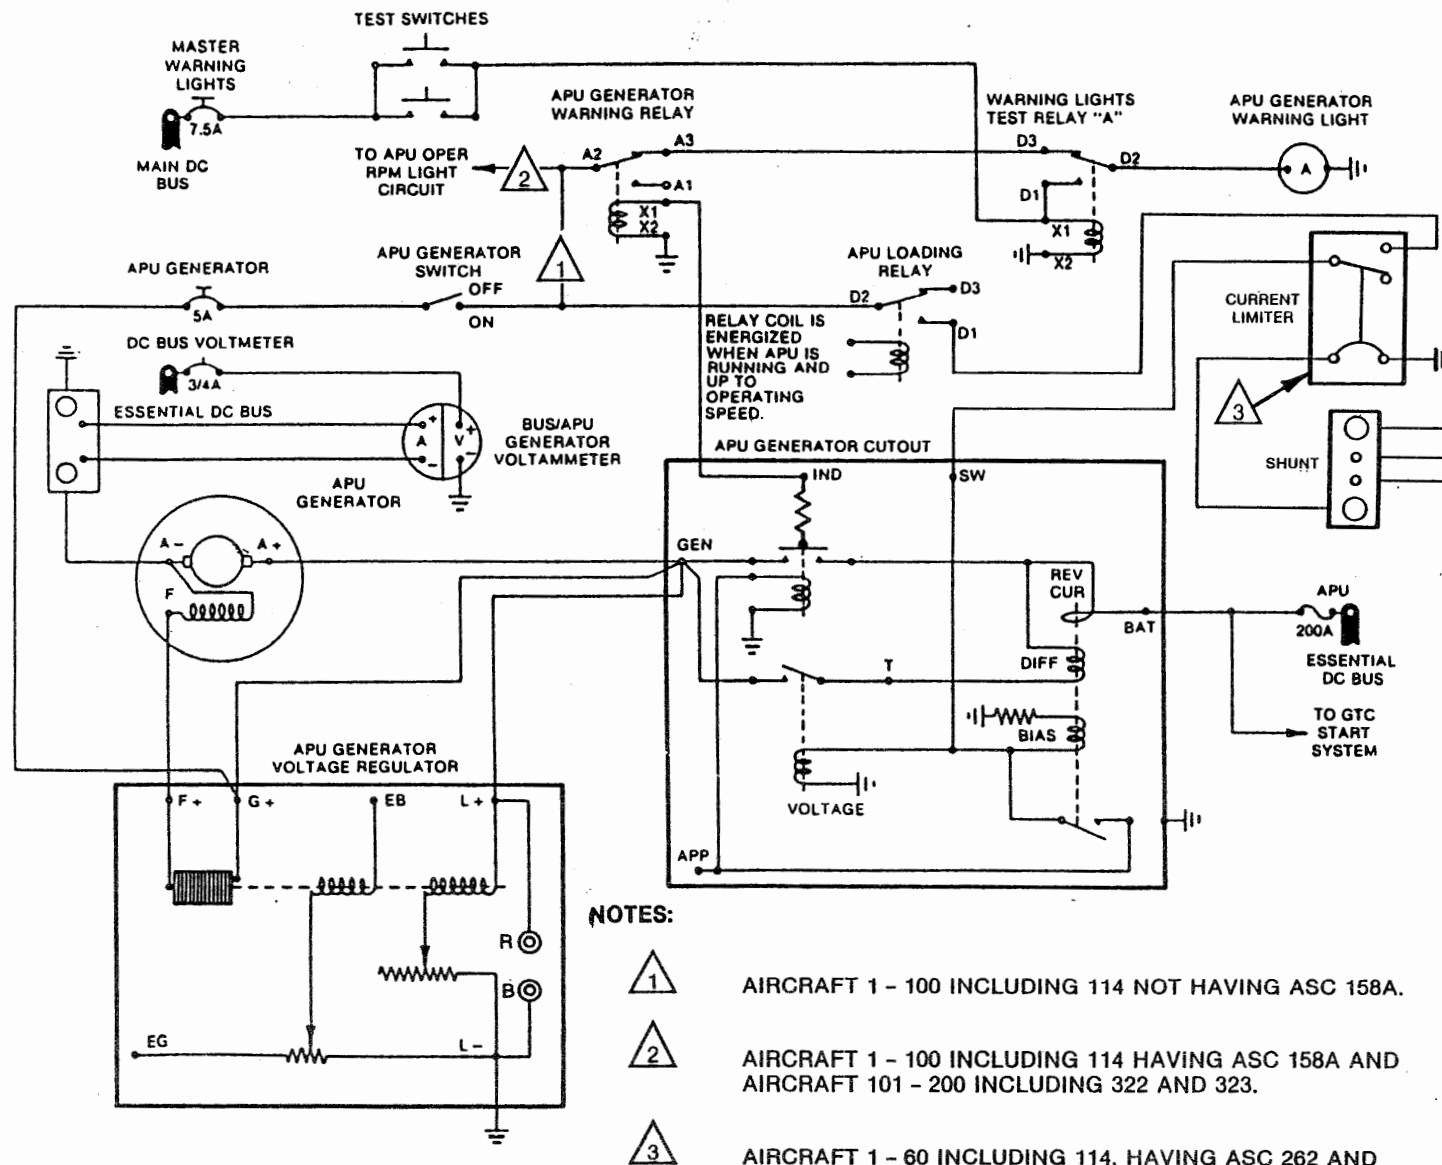 TEST SWITCHES
MASTER
WARNING
LIGHTS
7.5A
MAIN DC
BUS
APU GENERATOR
WARNING RELAY
TO APU OPER
RPM LIGHT
CIRCUIT
2
A2
A3
A1
X1
X2
WARNING LIGHTS
TEST RELAY "A"
D3
D2
D1
X1
X2
APU GENERATOR
WARNING LIGHT
A
APU GENERATOR
5A
APU GENERATOR
SWITCH
OFF
ON
1
APU LOADING
RELAY
D2
D3
D1
RELAY COIL IS
ENERGIZED
WHEN APU IS
RUNNING AND
UP TO
OPERATING
SPEED.
CURRENT
LIMITER
3
SHUNT
DC BUS VOLTMETER
3/4A
ESSENTIAL DC BUS
+
A
-
V
+
-
BUS/APU
GENERATOR
VOLTAMMETER
APU
GENERATOR
A -
A +
F
APU GENERATOR CUTOUT
IND
SW
GEN
REV
CUR
BAT
DIFF
T
BIAS
VOLTAGE
APP
APU
200A
ESSENTIAL
DC BUS
TO GTC
START
SYSTEM
APU GENERATOR
VOLTAGE REGULATOR
F +
G +
EB
L +
R
B
EG
L -
NOTES:
1
AIRCRAFT 1 - 100 INCLUDING 114 NOT HAVING ASC 158A.
2
AIRCRAFT 1 - 100 INCLUDING 114 HAVING ASC 158A AND
AIRCRAFT 101 - 200 INCLUDING 322 AND 323.
3
AIRCRAFT 1 - 60 INCLUDING 114, HAVING ASC 262 AND